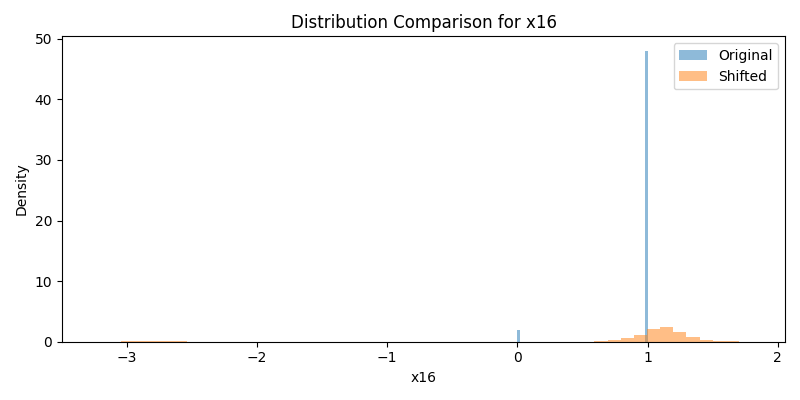 Distribution Comparison for x16
Original
Shifted
Density
50
40
30
20
10
0
−3
−2
−1
0
1
2
x16